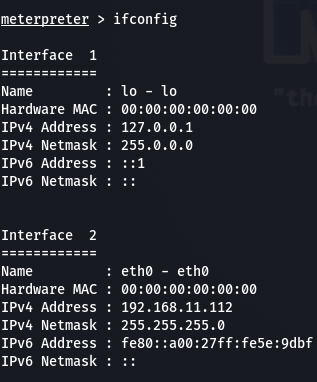 meterpreter > ifconfig
Interface  1
============
Name         : lo - lo
Hardware MAC : 00:00:00:00:00:00
IPv4 Address : 127.0.0.1
IPv4 Netmask : 255.0.0.0
IPv6 Address : ::1
IPv6 Netmask : ::
Interface  2
============
Name         : eth0 - eth0
Hardware MAC : 00:00:00:00:00:00
IPv4 Address : 192.168.11.112
IPv4 Netmask : 255.255.255.0
IPv6 Address : fe80::a00:27ff:fe5e:9dbf
IPv6 Netmask : ::
"the